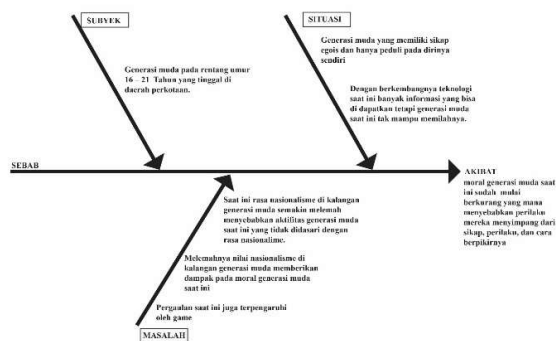 SUBYEK
SITUASI
Generasi muda yang memiliki sikap
egois dan hanya peduli pada dirinya
sendiri
Generasi muda pada rentang umur
16 - 21 Tahun yang tinggal di
daerah perkotaan.
Dengan berkembangnya teknologi
saat ini banyak informasi yang bisa
di dapatkan tetapi generasi muda
saat ini tak mampu memilahnya.
SEBAB
AKIBAT
moral generasi muda saat
ini sudah mulai
berkurang yang mana
menyebabkan perilaku
mereka menyimpang dari
sikap, perilaku, dan cara
berpikirnya
Saat ini rasa nasionalisme di kalangan
generasi muda semakin melemah
menyebabkan aktifitas generasi muda
saat ini yang tidak didasari dengan
rasa nasionalime.
Melemahnya nilai nasionalisme di
kalangan generasi muda memberikan
dampak pada moral generasi muda
saat ini
Pergaulan saat ini juga terpengaruhi
oleh game
MASALAH